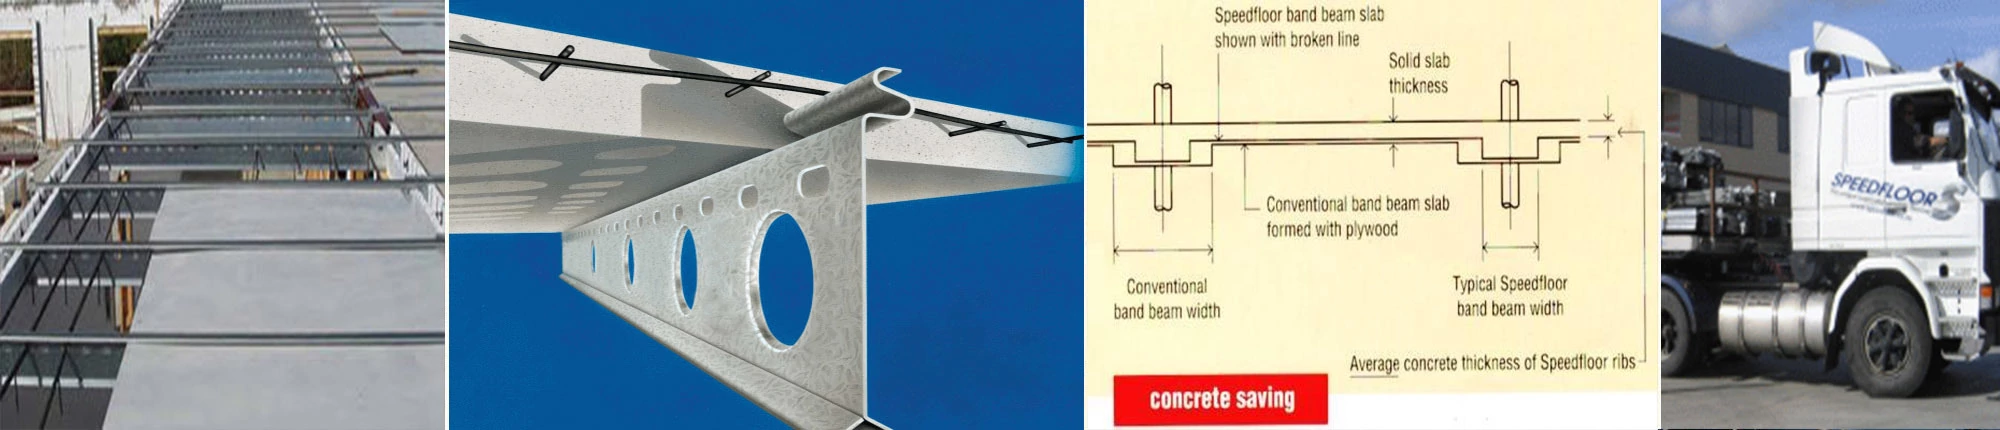 Speedfloor band beam slab
shown with broken line
Solid slab
thickness
Conventional band beam slab
formed with plywood
Conventional
band beam width
Typical Speedfloor
band beam width
Average concrete thickness of Speedfloor ribs
concrete saving
SPEEDFLOOR